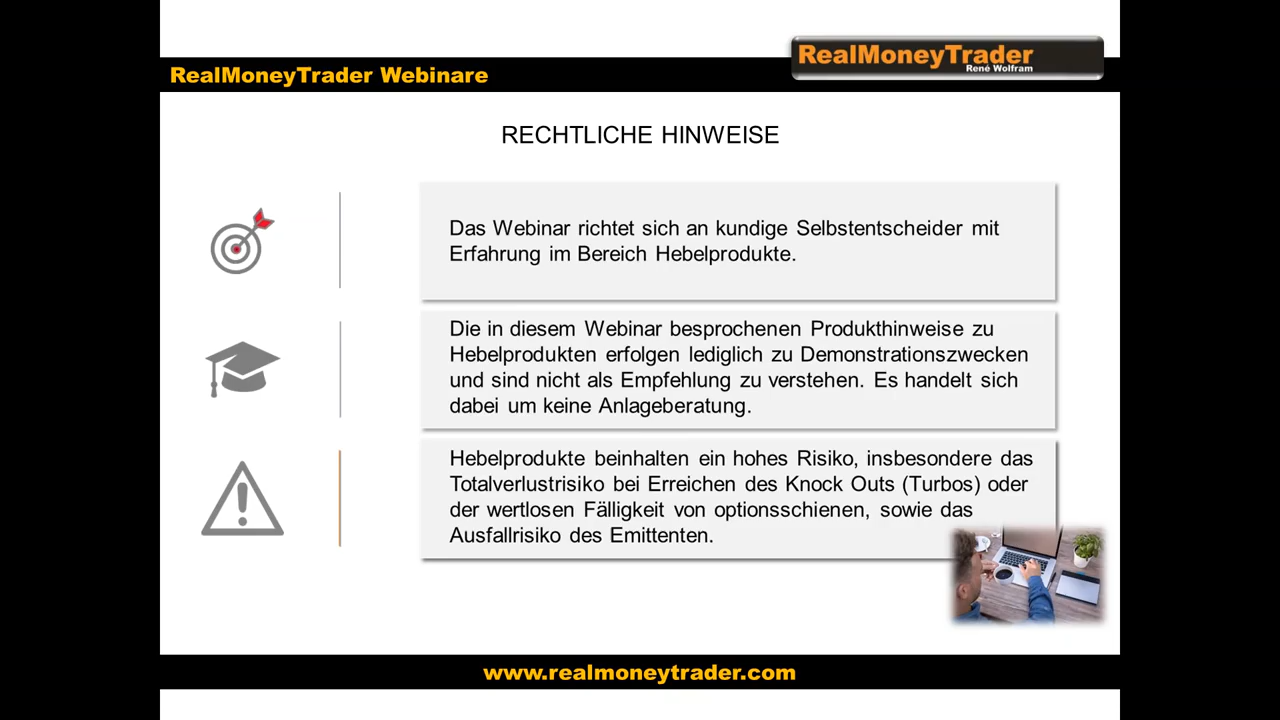 RealMoneyTrader
René Wolfram
RealMoneyTrader Webinare
RECHTLICHE HINWEISE
Das Webinar richtet sich an kundige Selbstentscheider mit
Erfahrung im Bereich Hebelprodukte.
Die in diesem Webinar besprochenen Produkthinweise zu
Hebelprodukten erfolgen lediglich zu Demonstrationszwecken
und sind nicht als Empfehlung zu verstehen. Es handelt sich
dabei um keine Anlageberatung.
Hebelprodukte beinhalten ein hohes Risiko, insbesondere das
Totalverlustrisiko bei Erreichen des Knock Outs (Turbos) oder
der wertlosen Fälligkeit von optionsschienen, sowie das
Ausfallrisiko des Emittenten.
www.realmoneytrader.com